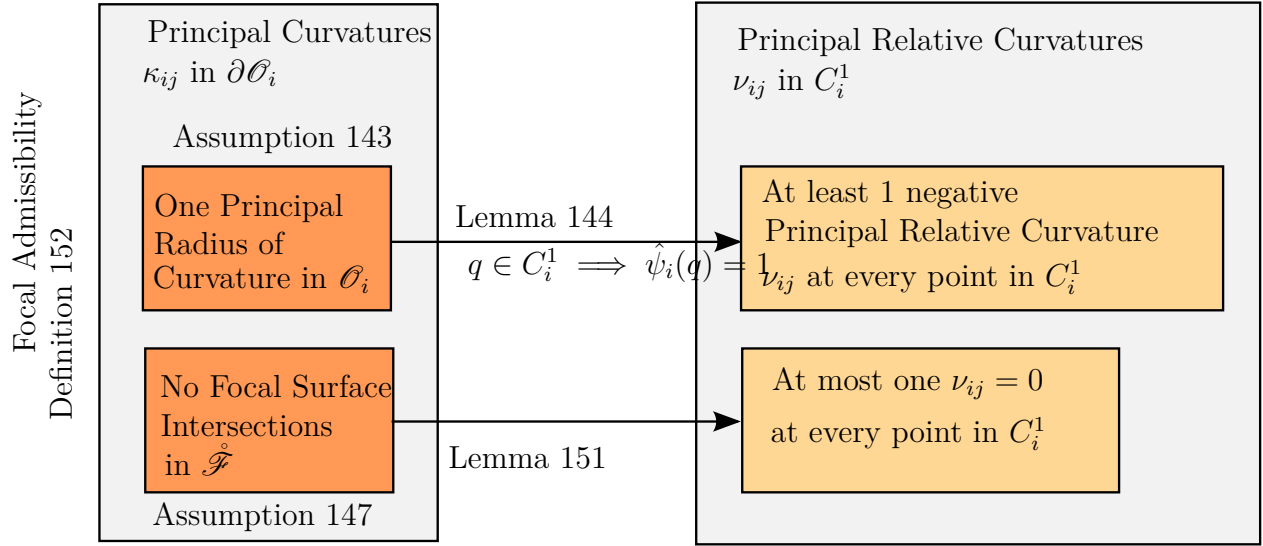 Focal Admissibility
Definition 152
Principal Curvatures
κ_{ij} in ∂𝒪_i
Assumption 143
One Principal
Radius of
Curvature in 𝒪_i
No Focal Surface
Intersections
in \mathring{ℱ}
Assumption 147
Lemma 144
q ∈ C_i^1 ⟹ \hat{ψ}_i(q) = 1
Lemma 151
Principal Relative Curvatures
ν_{ij} in C_i^1
At least 1 negative
Principal Relative Curvature
ν_{ij} at every point in C_i^1
At most one ν_{ij} = 0
at every point in C_i^1